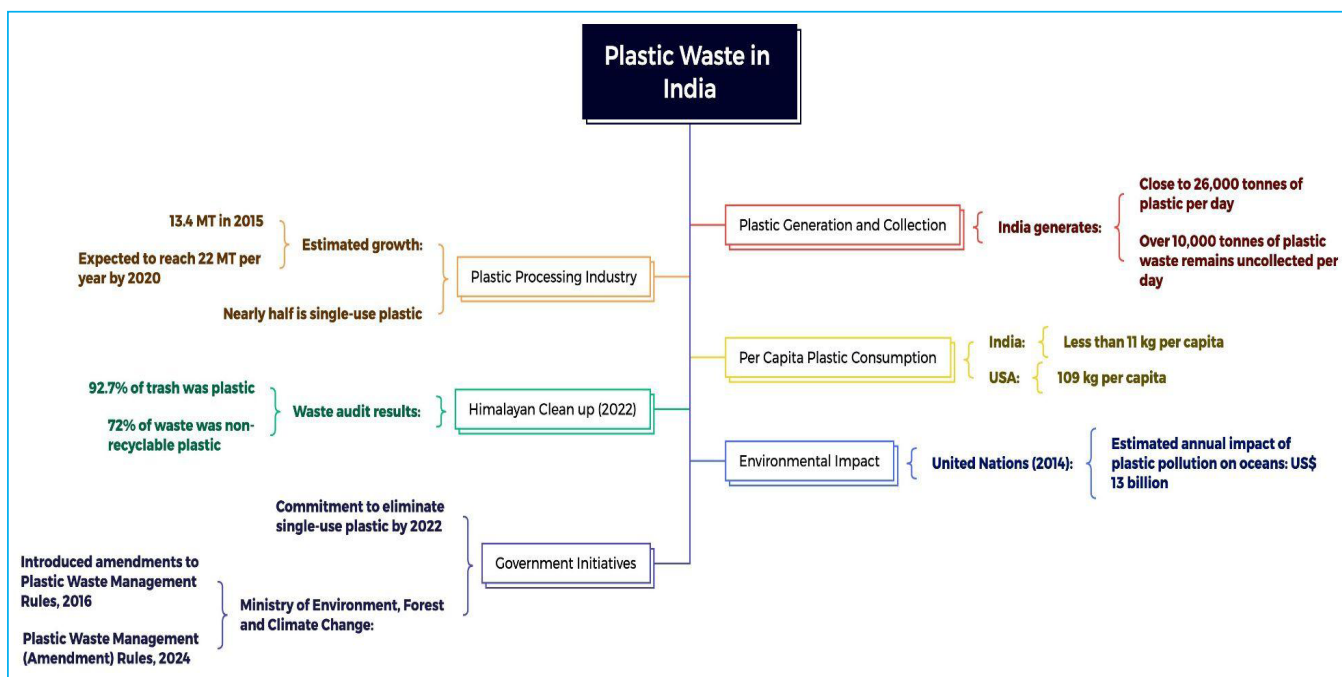 Plastic Waste in
India
Plastic Generation and Collection
India generates:
Close to 26,000 tonnes of
plastic per day
Over 10,000 tonnes of plastic
waste remains uncollected per
day
Plastic Processing Industry
Estimated growth:
13.4 MT in 2015
Expected to reach 22 MT per
year by 2020
Nearly half is single-use plastic
Per Capita Plastic Consumption
India:
Less than 11 kg per capita
USA:
109 kg per capita
Himalayan Clean up (2022)
Waste audit results:
92.7% of trash was plastic
72% of waste was non-
recyclable plastic
Environmental Impact
United Nations (2014):
Estimated annual impact of
plastic pollution on oceans: US$
13 billion
Government Initiatives
Commitment to eliminate
single-use plastic by 2022
Ministry of Environment, Forest
and Climate Change:
Introduced amendments to
Plastic Waste Management
Rules, 2016
Plastic Waste Management
(Amendment) Rules, 2024